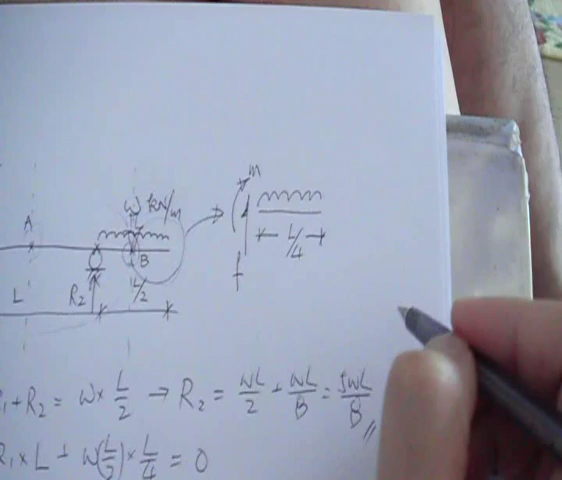 m
W kN/m
A
B
L/4
R₂
L/2
L
R₁ + R₂ = W × L/2 → R₂ = WL/2 + WL/8 = 5WL/8 //
R₁ × L + W(L/2) × L/4 = 0